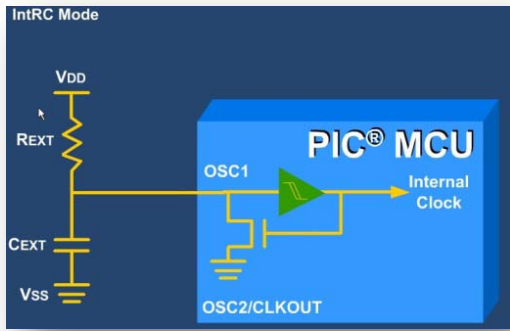 IntRC Mode
VDD
REXT
PIC® MCU
OSC1
Internal
Clock
CEXT
VSS
OSC2/CLKOUT